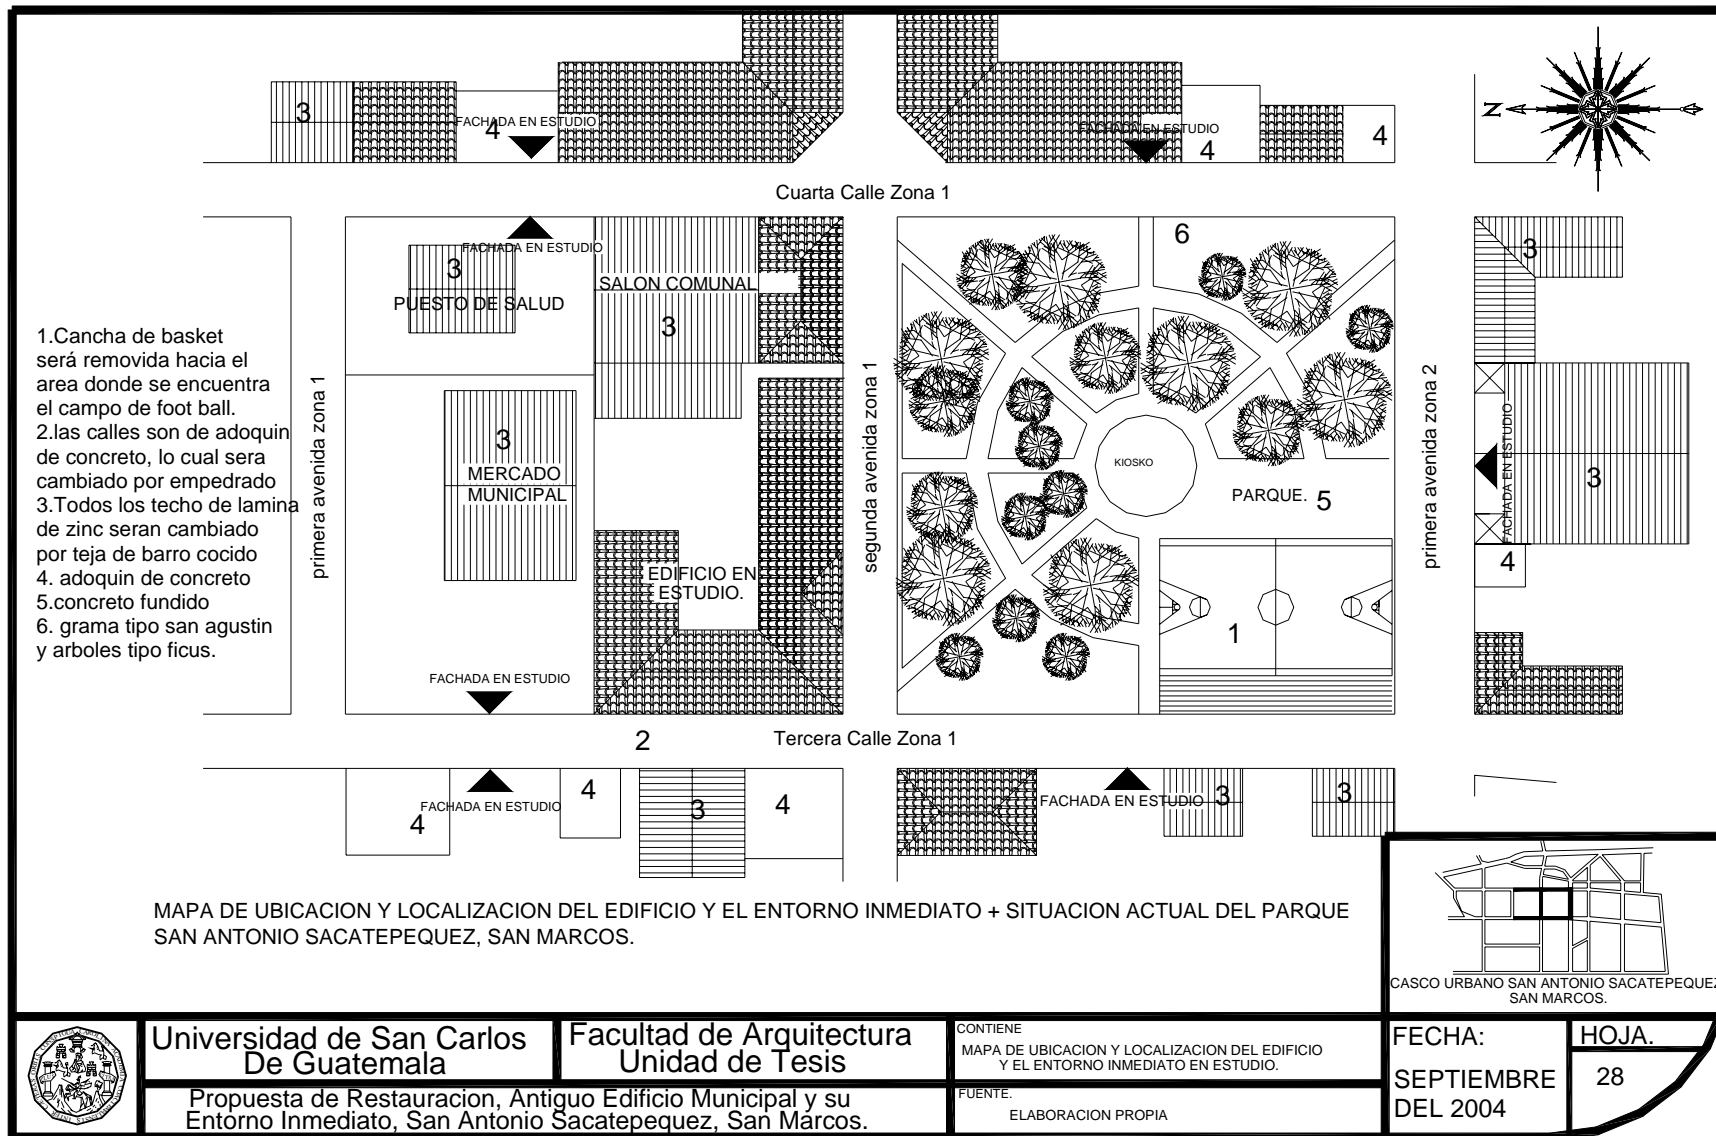 3
FACHADA EN ESTUDIO
4
FACHADA EN ESTUDIO
4
4
N
Cuarta Calle Zona 1
FACHADA EN ESTUDIO
3
PUESTO DE SALUD
SALON COMUNAL
3
6
3
1.Cancha de basket
será removida hacia el
area donde se encuentra
el campo de foot ball.
2.las calles son de adoquin
de concreto, lo cual sera
cambiado por empedrado
3.Todos los techo de lamina
de zinc seran cambiado
por teja de barro cocido
4. adoquin de concreto
5.concreto fundido
6. grama tipo san agustin
y arboles tipo ficus.
primera avenida zona 1
3
MERCADO
MUNICIPAL
EDIFICIO EN
ESTUDIO.
segunda avenida zona 1
KIOSKO
PARQUE.
5
1
primera avenida zona 2
FACHADA EN ESTUDIO
3
4
FACHADA EN ESTUDIO
2
Tercera Calle Zona 1
FACHADA EN ESTUDIO
4
4
3
4
FACHADA EN ESTUDIO
3
3
MAPA DE UBICACION Y LOCALIZACION DEL EDIFICIO Y EL ENTORNO INMEDIATO + SITUACION ACTUAL DEL PARQUE
SAN ANTONIO SACATEPEQUEZ, SAN MARCOS.
CASCO URBANO SAN ANTONIO SACATEPEQUEZ
SAN MARCOS.
Universidad de San Carlos
De Guatemala
Facultad de Arquitectura
Unidad de Tesis
CONTIENE
MAPA DE UBICACION Y LOCALIZACION DEL EDIFICIO
Y EL ENTORNO INMEDIATO EN ESTUDIO.
FECHA:
SEPTIEMBRE
DEL 2004
HOJA.
28
Propuesta de Restauracion, Antiguo Edificio Municipal y su
Entorno Inmediato, San Antonio Sacatepequez, San Marcos.
FUENTE.
ELABORACION PROPIA